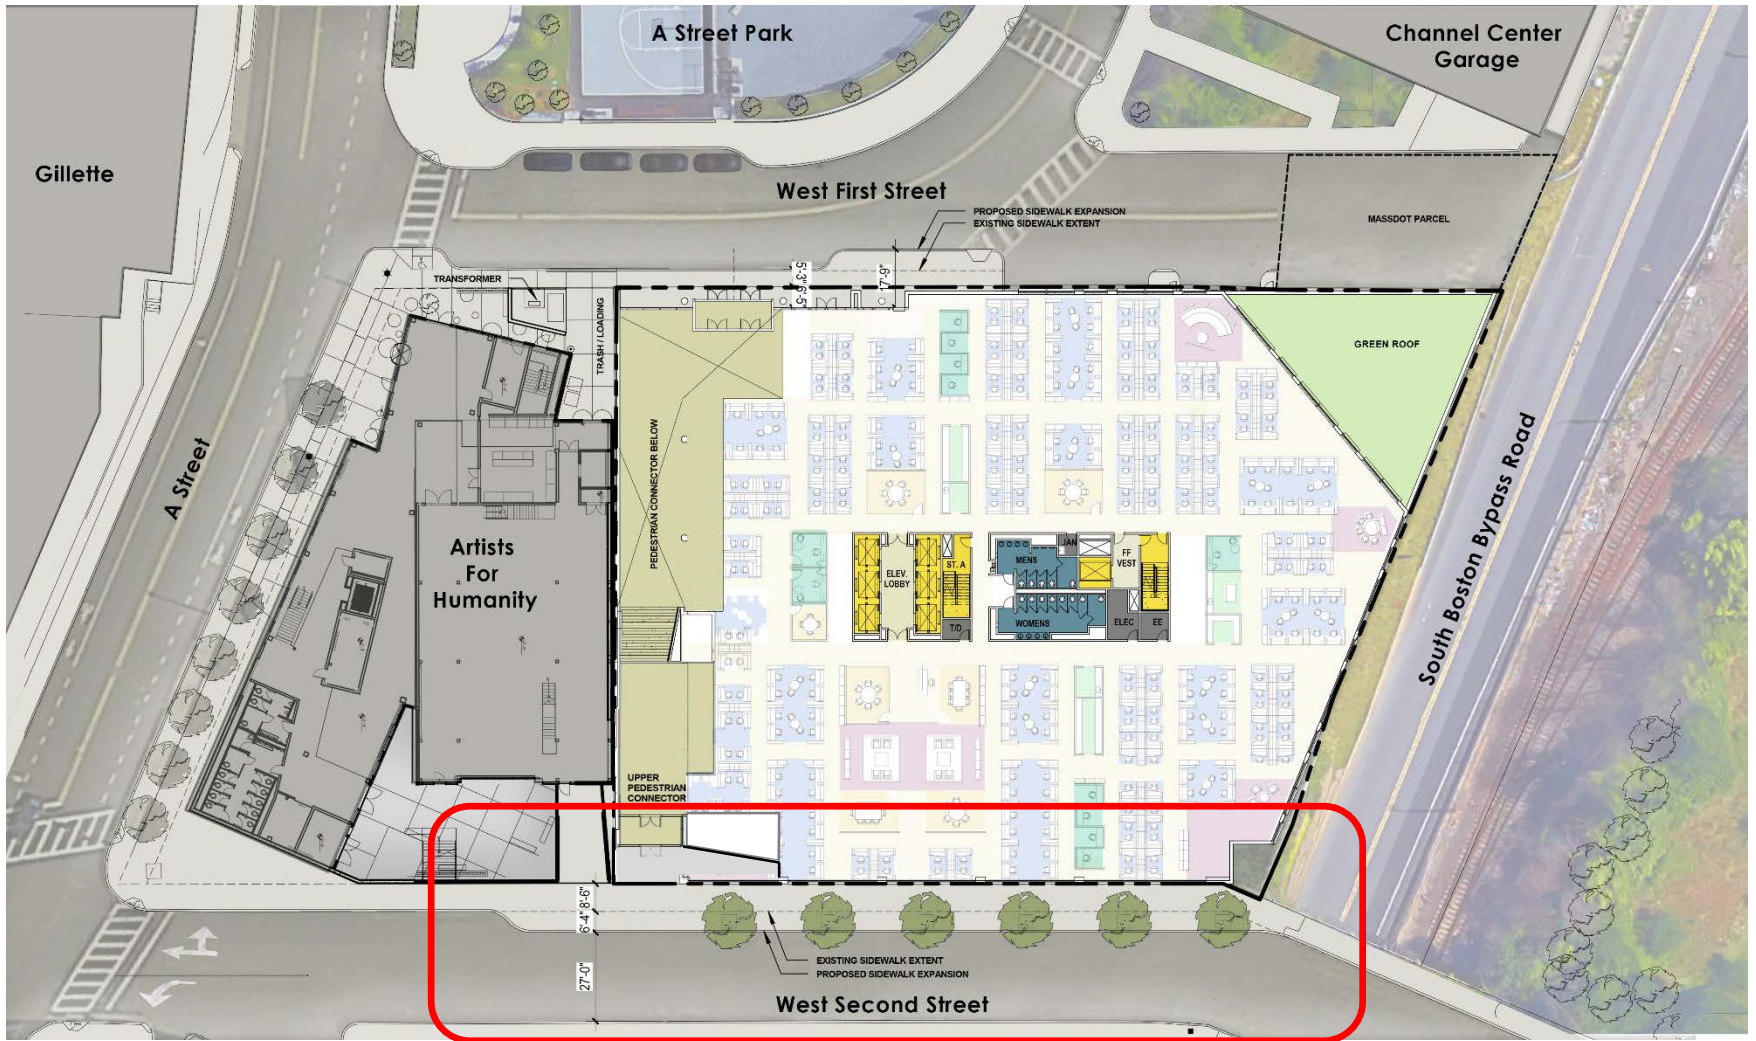 A Street Park
Channel Center
Garage
Gillette
West First Street
PROPOSED SIDEWALK EXPANSION
EXISTING SIDEWALK EXTENT
MASSDOT PARCEL
TRANSFORMER
TRASH / LOADING
5'-3"
6'-5"
17'-9"
GREEN ROOF
A Street
PEDESTRIAN CONNECTOR BELOW
South Boston Bypass Road
Artists
For
Humanity
ELEV.
LOBBY
ST. A
T/D
MENS
JAN
FF
VEST
WOMENS
ELEC
EE
UPPER
PEDESTRIAN
CONNECTOR
8'-6"
6'-4"
27'-0"
EXISTING SIDEWALK EXTENT
PROPOSED SIDEWALK EXPANSION
West Second Street